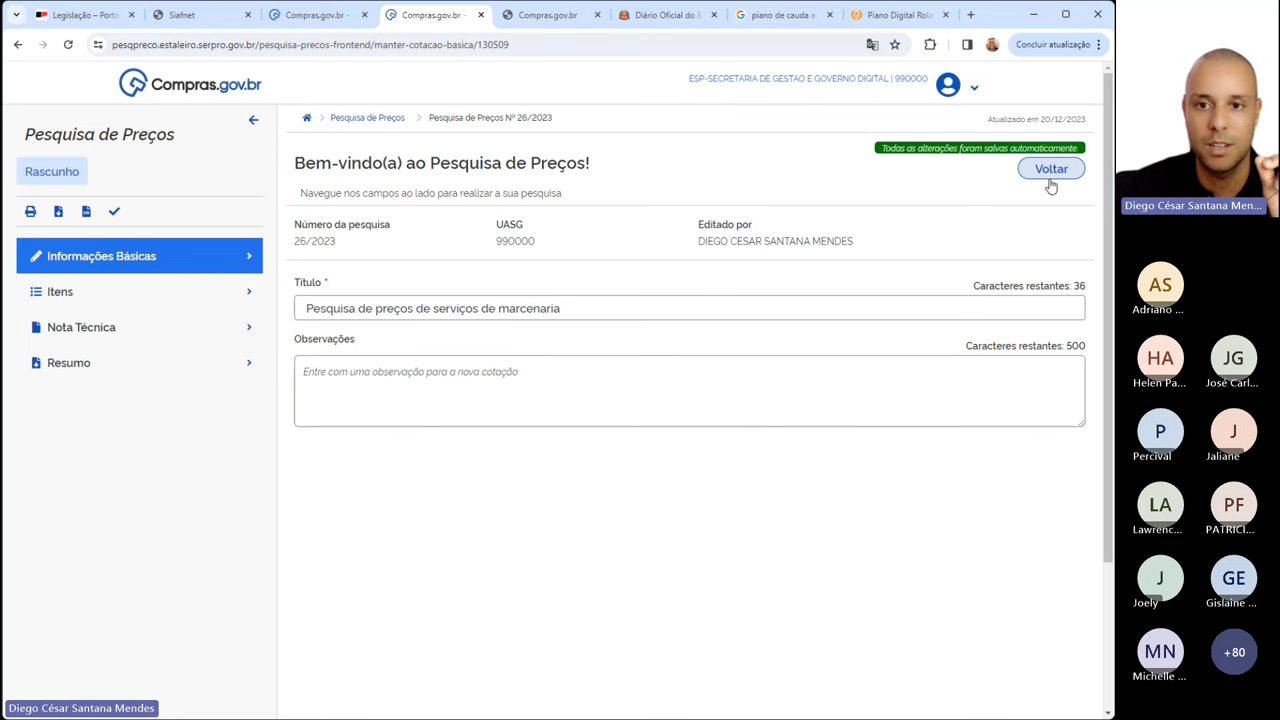 Legislação – Porta
Siafnet
Compras.gov.br -
Compras.gov.br -
Compras.gov.br
Diário Oficial do E
piano de cauda a
Piano Digital Rola
pesqpreco.estaleiro.serpro.gov.br/pesquisa-precos-frontend/manter-cotacao-basica/130509
Concluir atualização
Compras.gov.br
ESP-SECRETARIA DE GESTAO E GOVERNO DIGITAL | 990000
Pesquisa de Preços
Rascunho
Informações Básicas
Itens
Nota Técnica
Resumo
Pesquisa de Preços
Pesquisa de Preços Nº 26/2023
Atualizado em 20/12/2023
Todas as alterações foram salvas automaticamente.
Bem-vindo(a) ao Pesquisa de Preços!
Voltar
Navegue nos campos ao lado para realizar a sua pesquisa.
Número da pesquisa
UASG
Editado por
26/2023
990000
DIEGO CESAR SANTANA MENDES
Título *
Caracteres restantes: 36
Pesquisa de preços de serviços de marcenaria
Observações
Caracteres restantes: 500
Entre com uma observação para a nova cotação
Diego César Santana Mendes
Diego César Santana Men...
AS
Adriano ...
HA
Helen Pa...
JG
José Carl...
P
Percival
J
Jaliane
LA
Lawrenc...
PF
PATRICI...
J
Joely
GE
Gislaine ...
MN
Michelle ...
+80